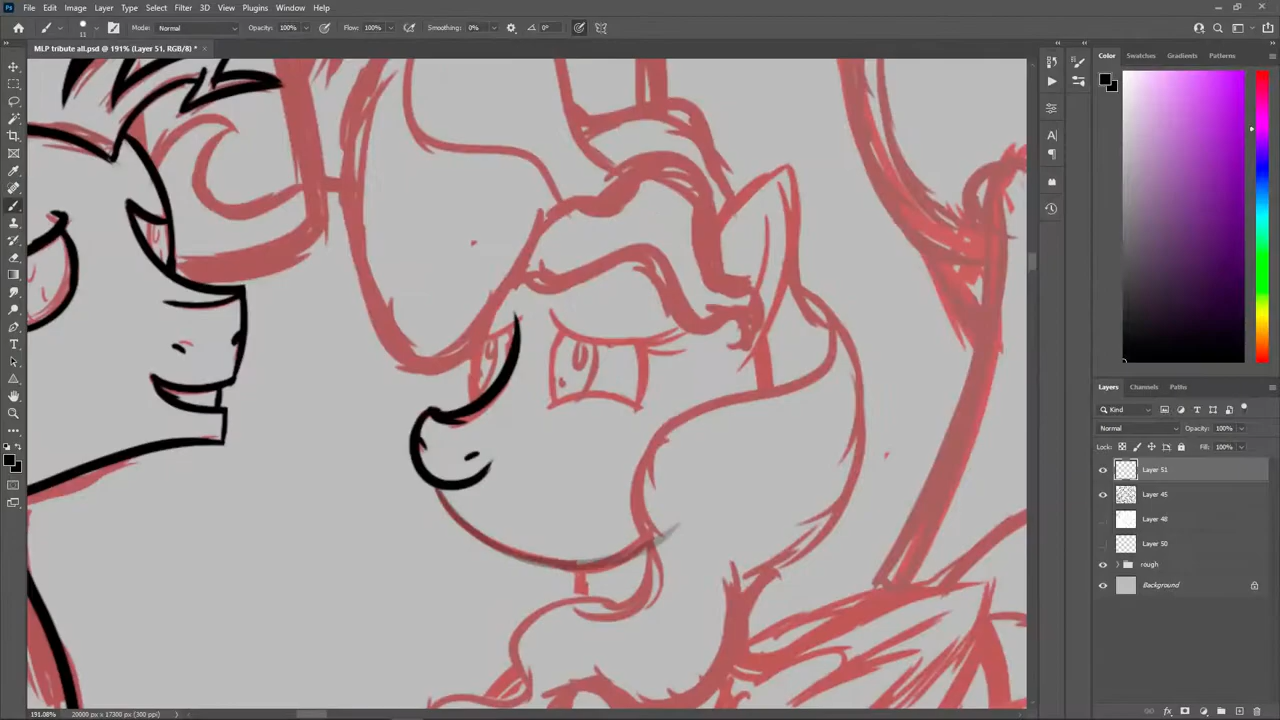 Ps File Edit Image Layer Type Select Filter 3D View Plugins Window Help
11 Mode: Normal Opacity: 100% Flow: 100% Smoothing: 0% 0°
MLP tribute all.psd @ 191% (Layer 51, RGB/8) * ×
Color Swatches Gradients Patterns
Layers Channels Paths
Kind
Normal Opacity: 100%
Lock: Fill: 100%
Layer 51
Layer 45
Layer 48
Layer 50
rough
Background
191.08% 20000 px x 17300 px (300 ppi)